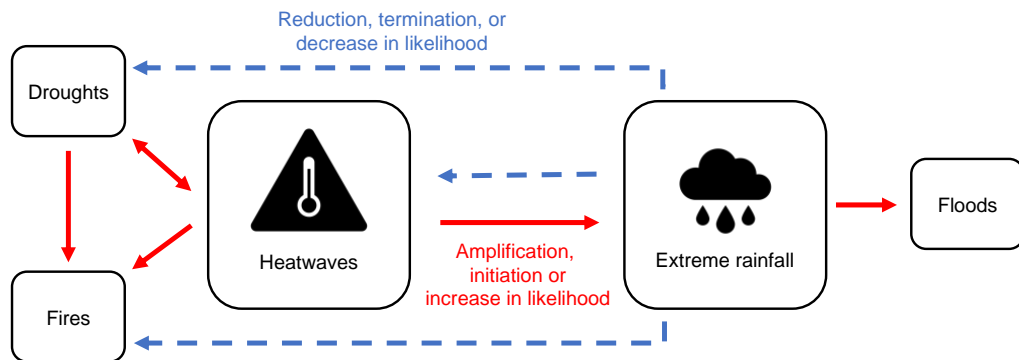 Reduction, termination, or
decrease in likelihood
Droughts
Heatwaves
Extreme rainfall
Floods
Amplification,
initiation or
increase in likelihood
Fires